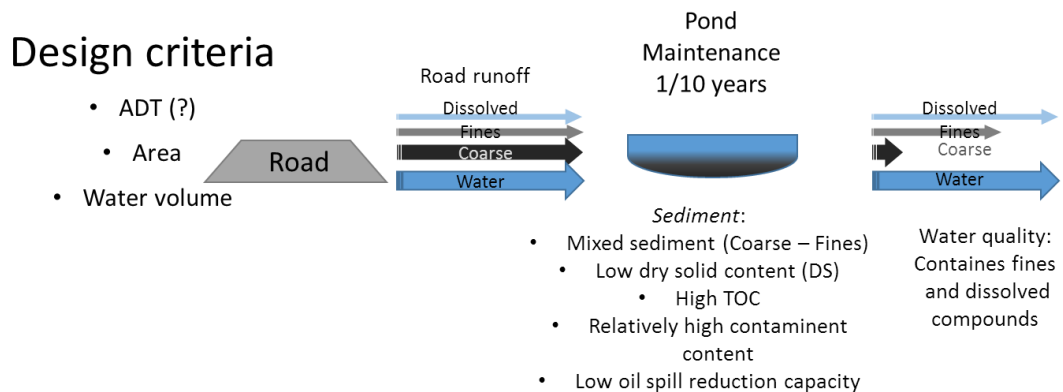 Design criteria
• ADT (?)
• Area
• Water volume
Road
Road runoff
Dissolved
Fines
Coarse
Water
Pond
Maintenance
1/10 years
Sediment:
• Mixed sediment (Coarse – Fines)
• Low dry solid content (DS)
• High TOC
• Relatively high contaminent
content
• Low oil spill reduction capacity
Dissolved
Fines
Coarse
Water
Water quality:
Containes fines
and dissolved
compounds